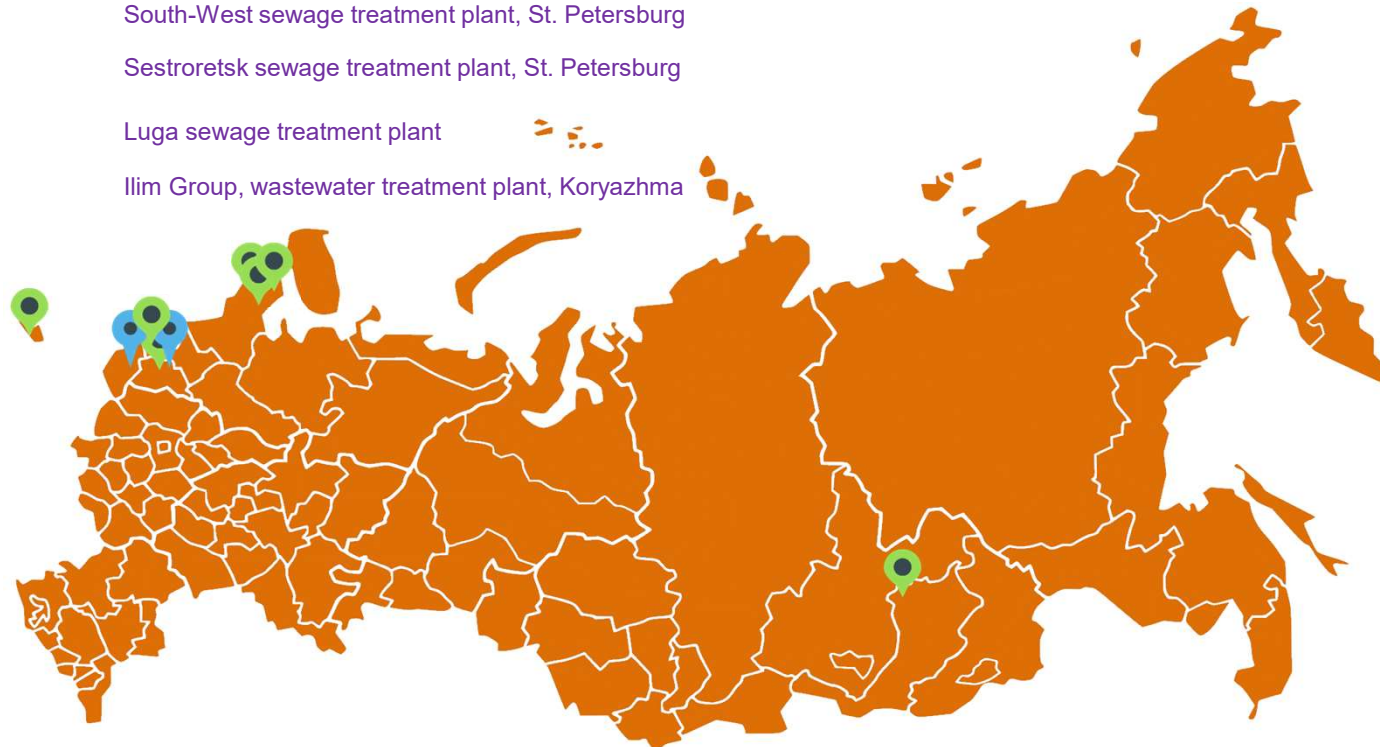 South-West sewage treatment plant, St. Petersburg
Sestroretsk sewage treatment plant, St. Petersburg
Luga sewage treatment plant
Ilim Group, wastewater treatment plant, Koryazhma